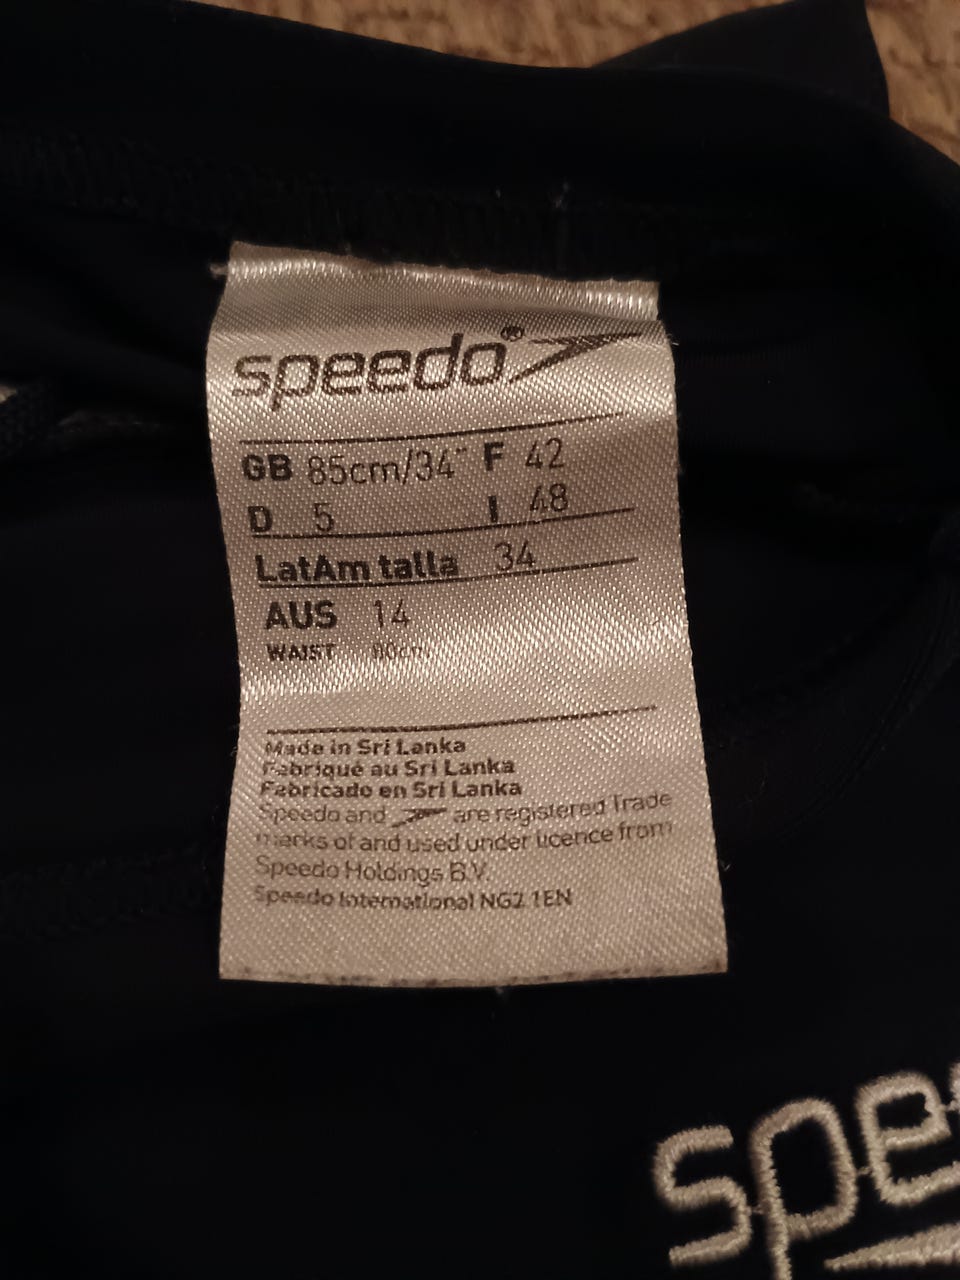 speedo®
GB 85cm/34" F 42
D 5 I 48
LatAm talla 34
AUS 14
WAIST 80cm
Made in Sri Lanka
Fabriqué au Sri Lanka
Fabricado en Sri Lanka
Speedo and are registered Trade
marks of and used under licence from
Speedo Holdings B.V.
Speedo International NG2 1EN
spee